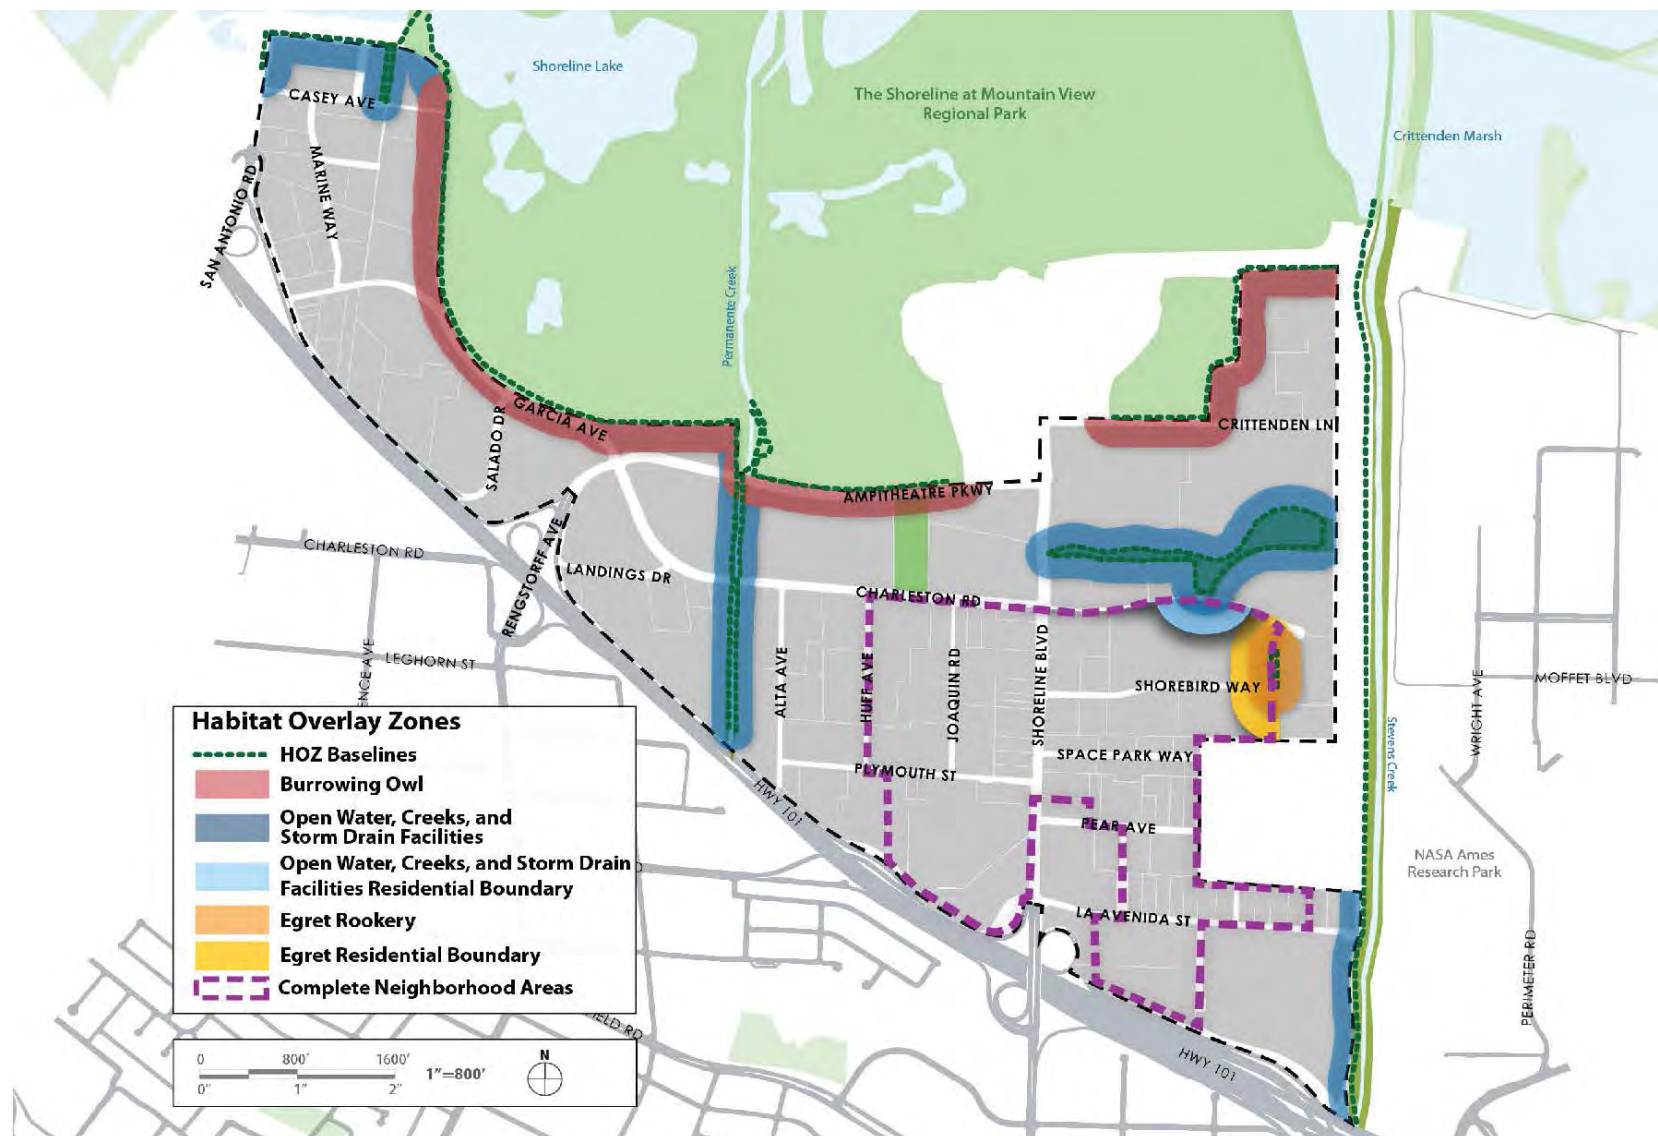 Shoreline Lake
The Shoreline at Mountain View
Regional Park
Crittenden Marsh
CASEY AVE
MARINE WAY
SAN ANTONIO RD
Permanente Creek
GARCIA AVE
SALADO DR
CRITTENDEN LN
AMPITHEATRE PKWY
CHARLESTON RD
RENGSTORFF AVE
LANDINGS DR
CHARLESTON RD
LEGHORN ST
ENCE AVE
ALTA AVE
HUFF AVE
JOAQUIN RD
SHORELINE BLVD
SHOREBIRD WAY
MOFFET BLVD
WRIGHT AVE
Stevens Creek
SPACE PARK WAY
PLYMOUTH ST
HWY 101
PEAR AVE
NASA Ames
Research Park
LA AVENIDA ST
PERIMETER RD
HWY 101
IELD RD
D
Habitat Overlay Zones
HOZ Baselines
Burrowing Owl
Open Water, Creeks, and
Storm Drain Facilities
Open Water, Creeks, and Storm Drain
Facilities Residential Boundary
Egret Rookery
Egret Residential Boundary
Complete Neighborhood Areas
0 800' 1600'
1"=800'
0" 1" 2"
N